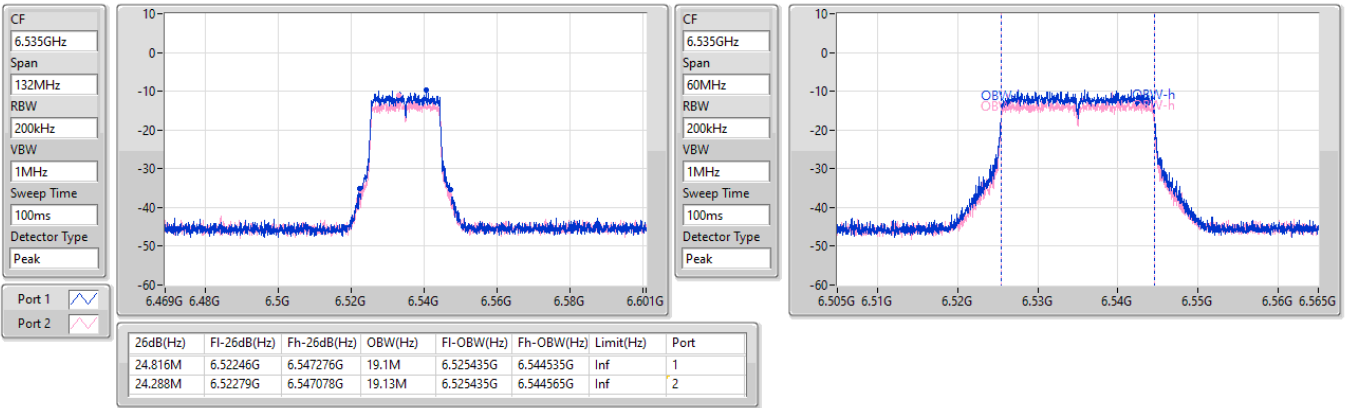 CF
6.535GHz
Span
132MHz
RBW
200kHz
VBW
1MHz
Sweep Time
100ms
Detector Type
Peak
Port 1
Port 2
10
0
-10
-20
-30
-40
-50
-60
6.469G 6.48G 6.5G 6.52G 6.54G 6.56G 6.58G 6.601G
CF
6.535GHz
Span
60MHz
RBW
200kHz
VBW
1MHz
Sweep Time
100ms
Detector Type
Peak
10
0
-10
-20
-30
-40
-50
-60
OBW-h
6.505G 6.51G 6.52G 6.53G 6.54G 6.55G 6.56G 6.565G
26dB(Hz) Fl-26dB(Hz) Fh-26dB(Hz) OBW(Hz) Fl-OBW(Hz) Fh-OBW(Hz) Limit(Hz) Port
24.816M 6.52246G 6.547276G 19.1M 6.525435G 6.544535G Inf 1
24.288M 6.52279G 6.547078G 19.13M 6.525435G 6.544565G Inf 2